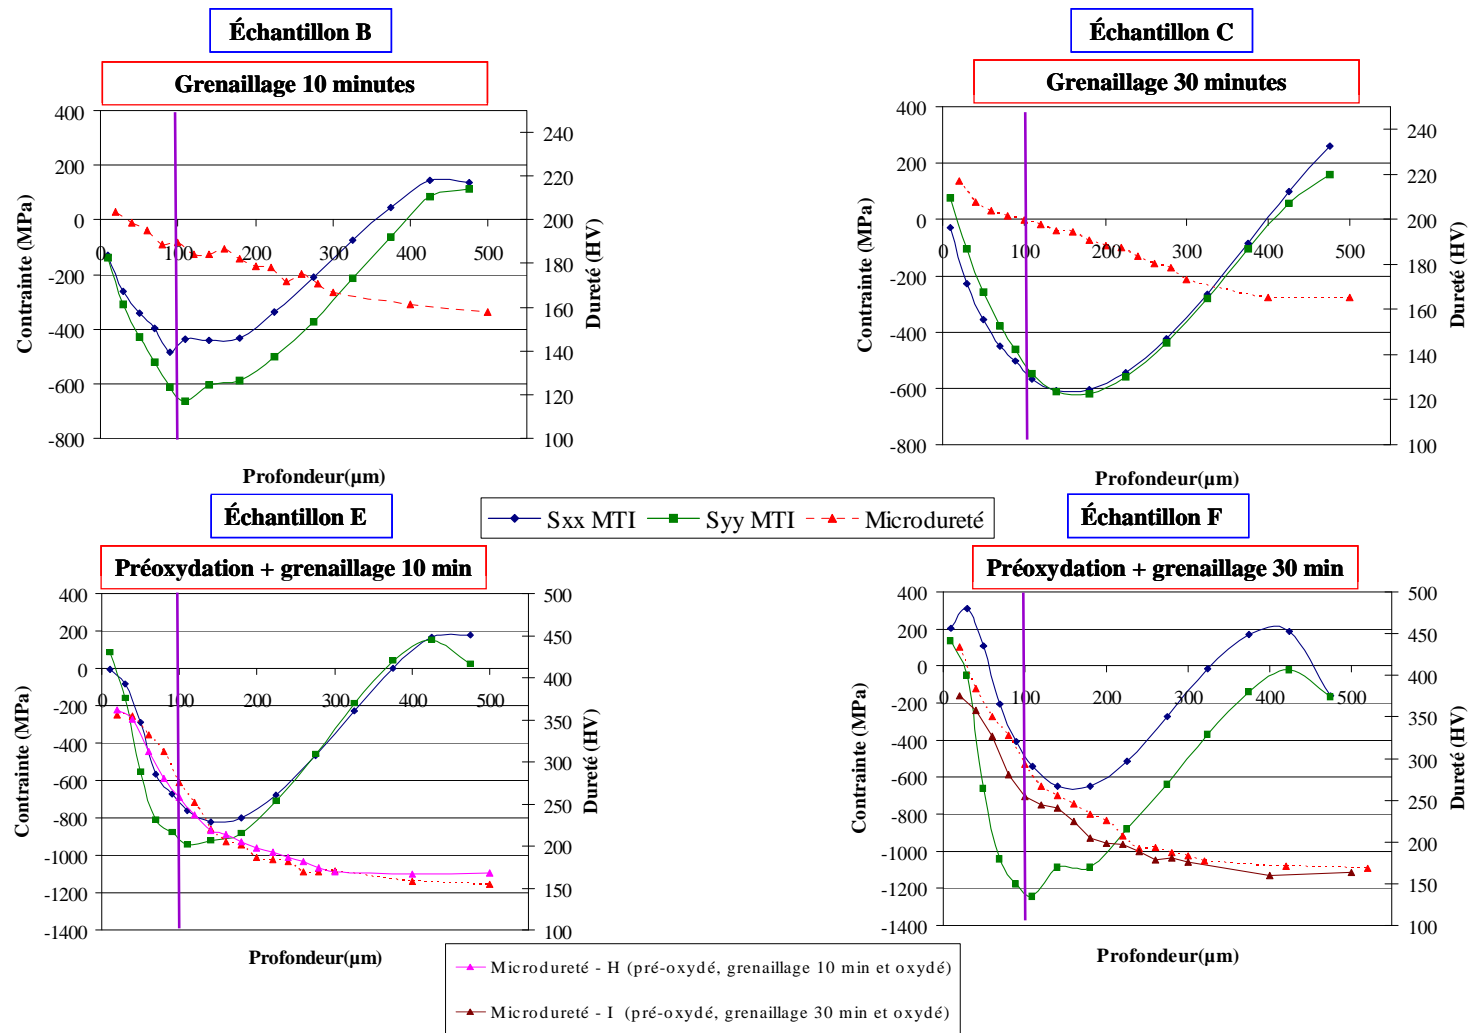 Échantillon B
Grenaillage 10 minutes
400
200
0
-200
-400
-600
-800
0 100 200 300 400 500
240
220
200
180
160
140
120
100
Contrainte (MPa)
Dureté (HV)
Profondeur(µm)
Échantillon C
Grenaillage 30 minutes
400
200
0
-200
-400
-600
-800
0 100 200 300 400 500
240
220
200
180
160
140
120
100
Contrainte (MPa)
Dureté (HV)
Profondeur(µm)
Sxx MTI Syy MTI Microdureté
Échantillon E
Préoxydation + grenaillage 10 min
400
200
0
-200
-400
-600
-800
-1000
-1200
-1400
0 100 200 300 400 500
500
450
400
350
300
250
200
150
100
Contrainte (MPa)
Dureté (HV)
Profondeur(µm)
Échantillon F
Préoxydation + grenaillage 30 min
400
200
0
-200
-400
-600
-800
-1000
-1200
-1400
0 100 200 300 400 500
500
450
400
350
300
250
200
150
100
Contrainte (MPa)
Dureté (HV)
Profondeur(µm)
Microdureté - H (pré-oxydé, grenaillage 10 min et oxydé)
Microdureté - I (pré-oxydé, grenaillage 30 min et oxydé)